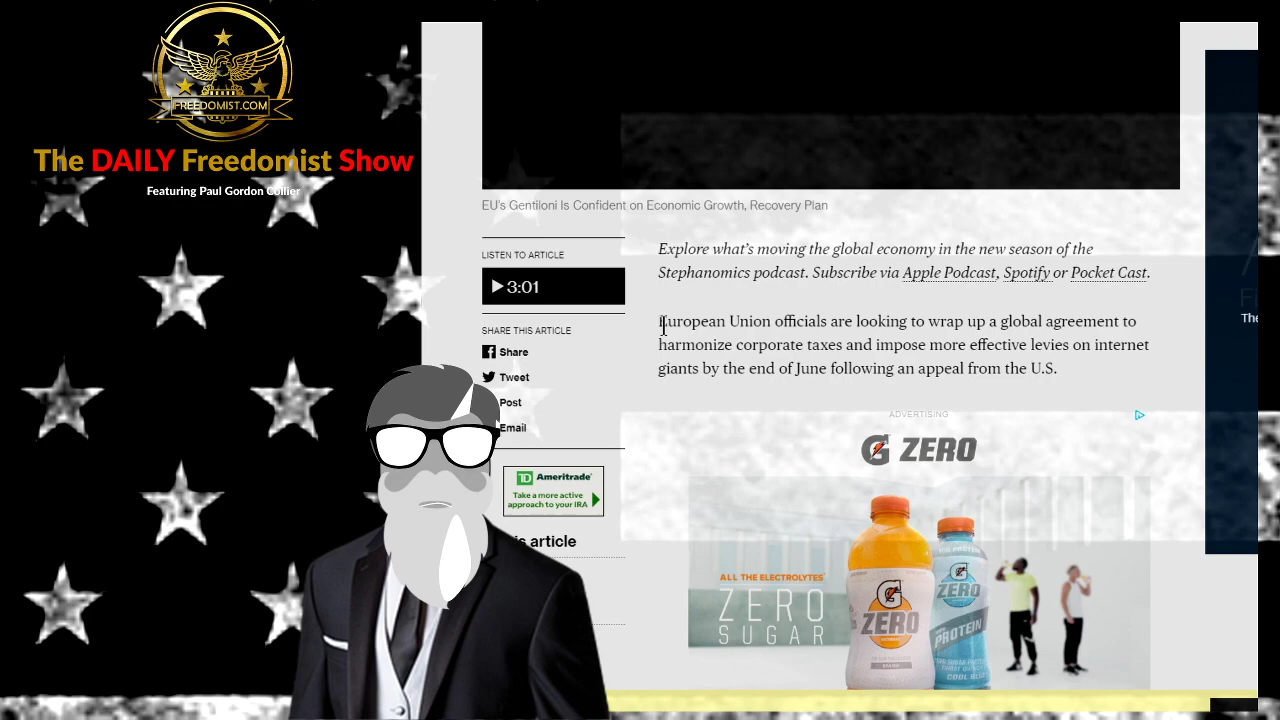 FREEDOMIST.COM
The DAILY Freedomist Show
Featuring Paul Gordon Collier
EU's Gentiloni Is Confident on Economic Growth, Recovery Plan
LISTEN TO ARTICLE
3:01
SHARE THIS ARTICLE
Share
Tweet
Post
Email
TD Ameritrade
Take a more active
approach to your IRA
is article
Explore what's moving the global economy in the new season of the
Stephanomics podcast. Subscribe via Apple Podcast, Spotify or Pocket Cast.
European Union officials are looking to wrap up a global agreement to
harmonize corporate taxes and impose more effective levies on internet
giants by the end of June following an appeal from the U.S.
ADVERTISING
G ZERO
ALL THE ELECTROLYTES
ZERO
SUGAR
G
ZERO
G
ZERO
PROTEIN
The